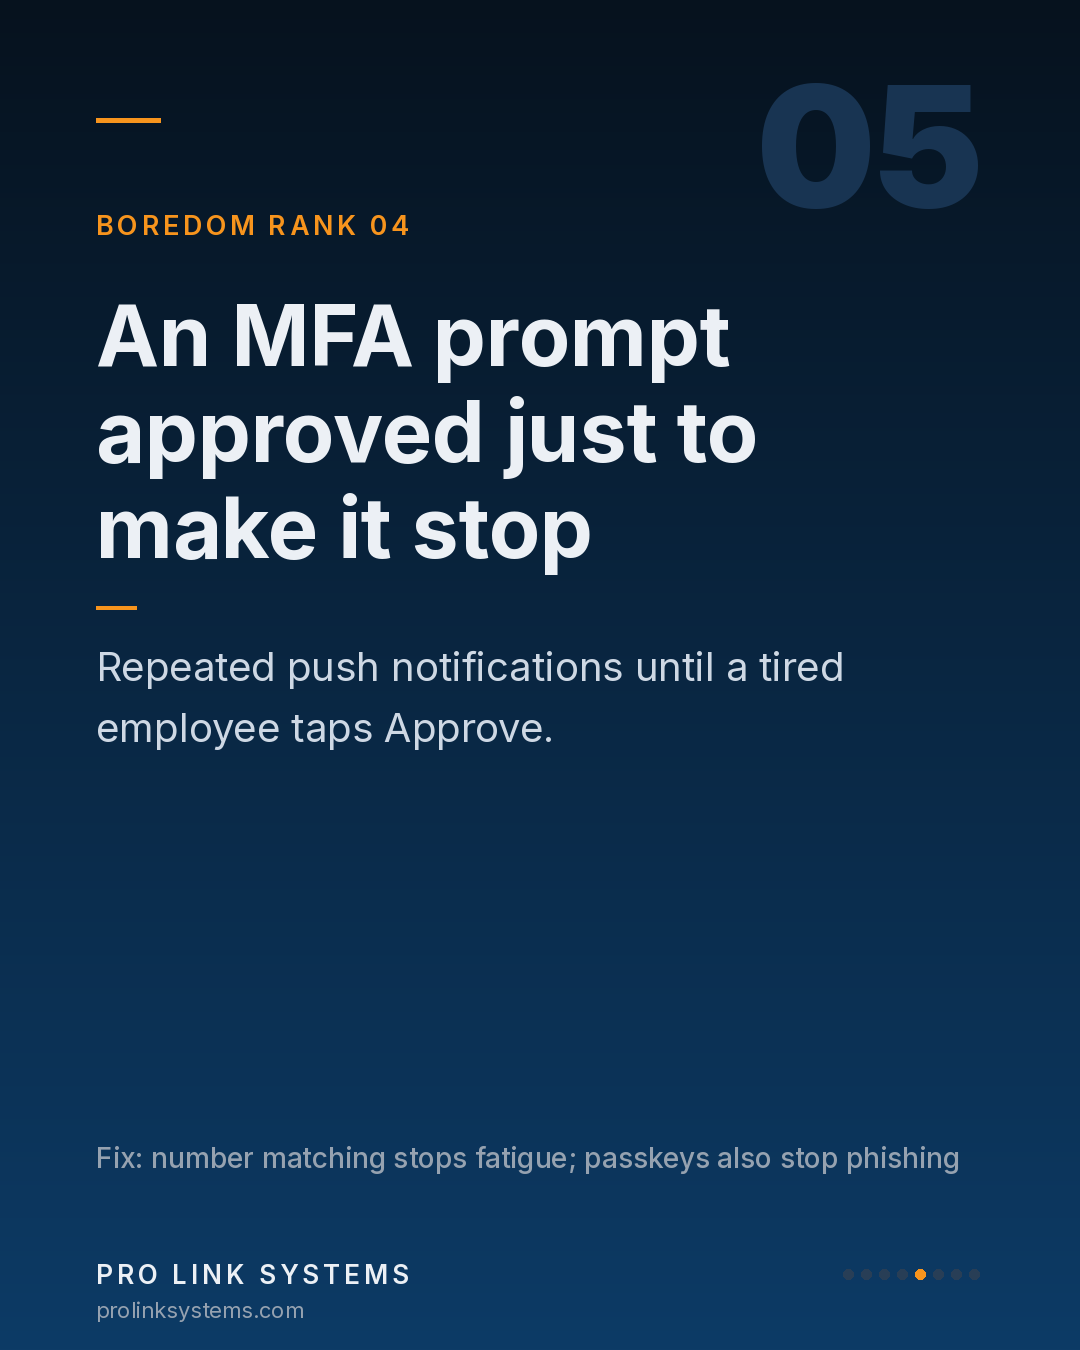 05
BOREDOM RANK 04
An MFA prompt
approved just to
make it stop
Repeated push notifications until a tired
employee taps Approve.
Fix: number matching stops fatigue; passkeys also stop phishing
PRO LINK SYSTEMS
prolinksystems.com